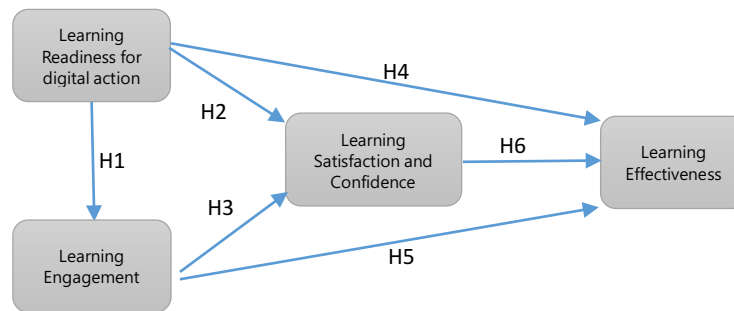 Learning
Readiness for
digital action
H4
H2
Learning
Satisfaction and
Confidence
H6
Learning
Effectiveness
H1
H3
Learning
Engagement
H5